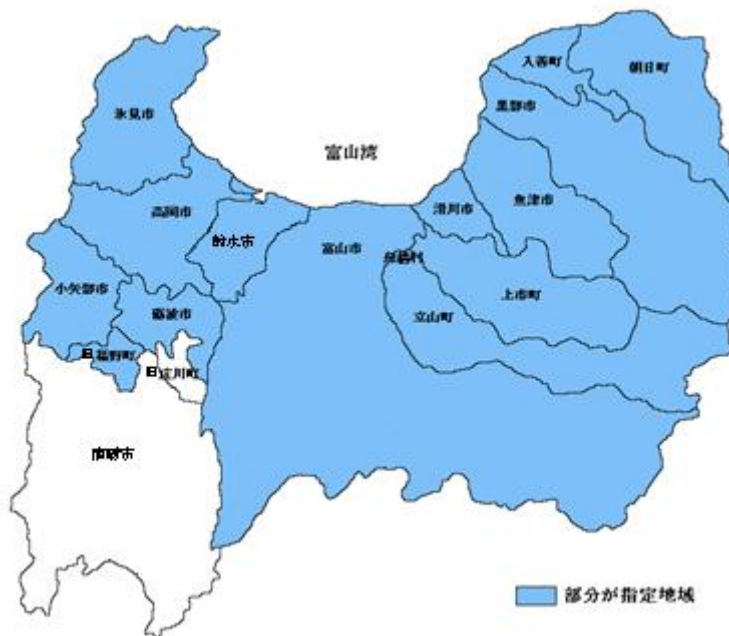 入善町
朝日町
氷見市
黒部市
富山湾
魚津市
高岡市
滑川市
射水市
富山市
舟橋村
上市町
小矢部市
砺波市
立山町
旧福野町
旧庄川町
南砺市
部分が指定地域